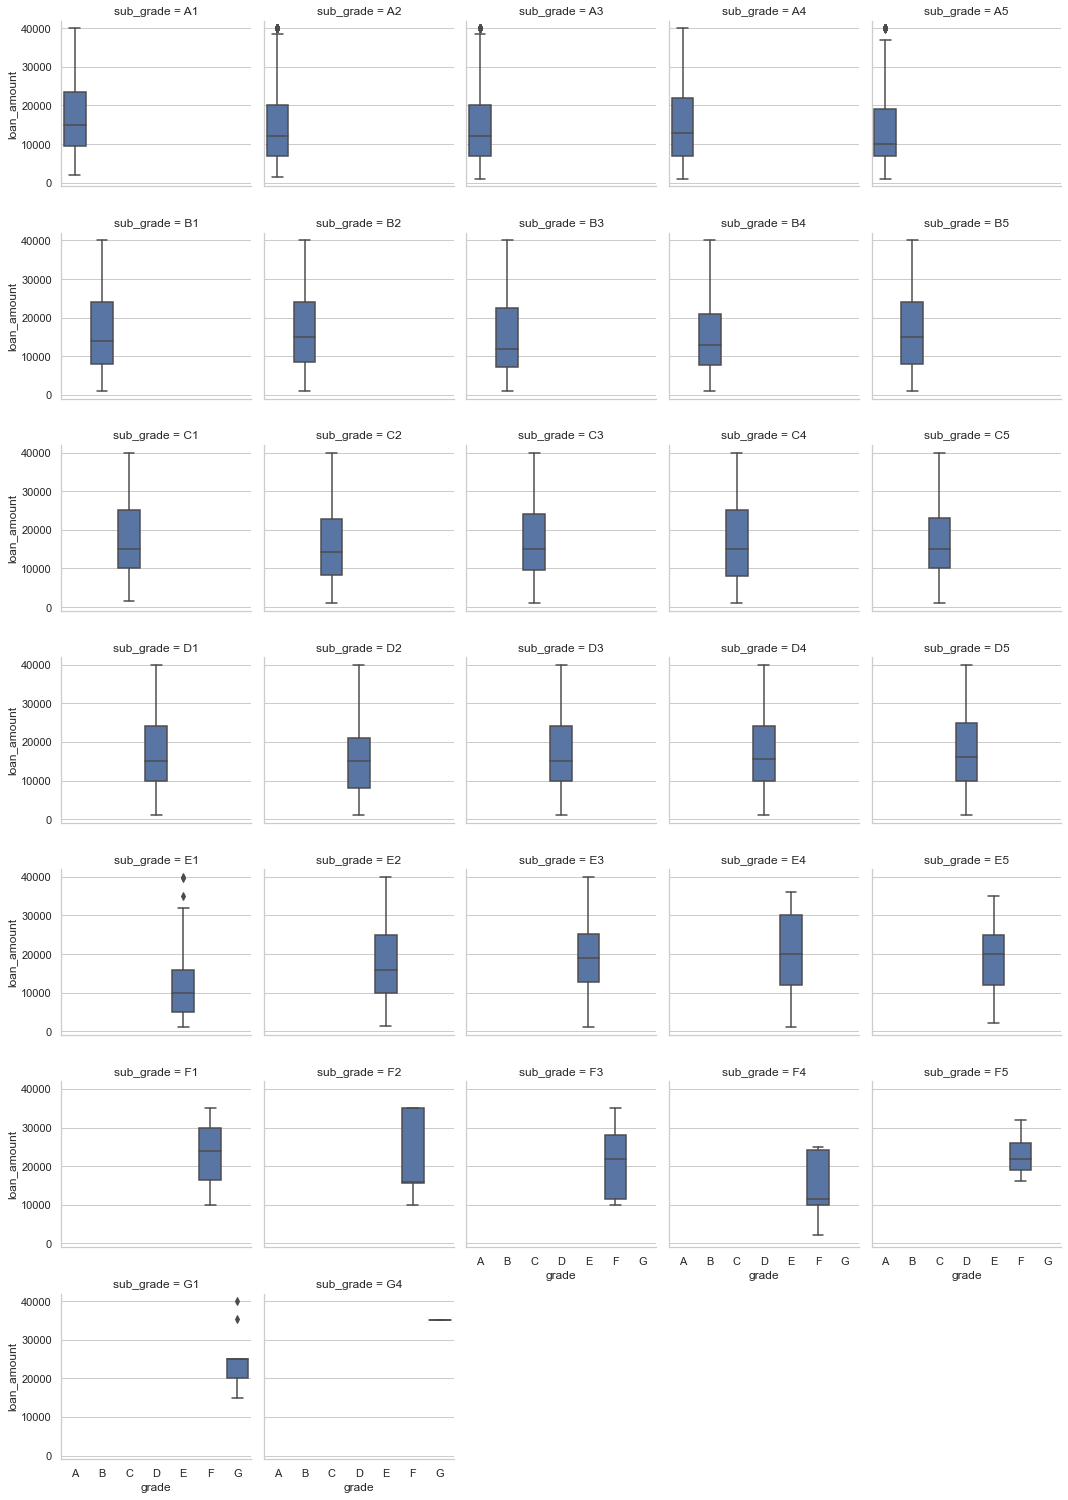 sub_grade = A1 sub_grade = A2 sub_grade = A3 sub_grade = A4 sub_grade = A5
40000
30000
20000
10000
0
loan_amount
sub_grade = B1 sub_grade = B2 sub_grade = B3 sub_grade = B4 sub_grade = B5
40000
30000
20000
10000
0
loan_amount
sub_grade = C1 sub_grade = C2 sub_grade = C3 sub_grade = C4 sub_grade = C5
40000
30000
20000
10000
0
loan_amount
sub_grade = D1 sub_grade = D2 sub_grade = D3 sub_grade = D4 sub_grade = D5
40000
30000
20000
10000
0
loan_amount
sub_grade = E1 sub_grade = E2 sub_grade = E3 sub_grade = E4 sub_grade = E5
40000
30000
20000
10000
0
loan_amount
sub_grade = F1 sub_grade = F2 sub_grade = F3 sub_grade = F4 sub_grade = F5
40000
30000
20000
10000
0
loan_amount
A B C D E F G A B C D E F G A B C D E F G
grade grade grade
sub_grade = G1 sub_grade = G4
40000
30000
20000
10000
0
loan_amount
A B C D E F G A B C D E F G
grade grade